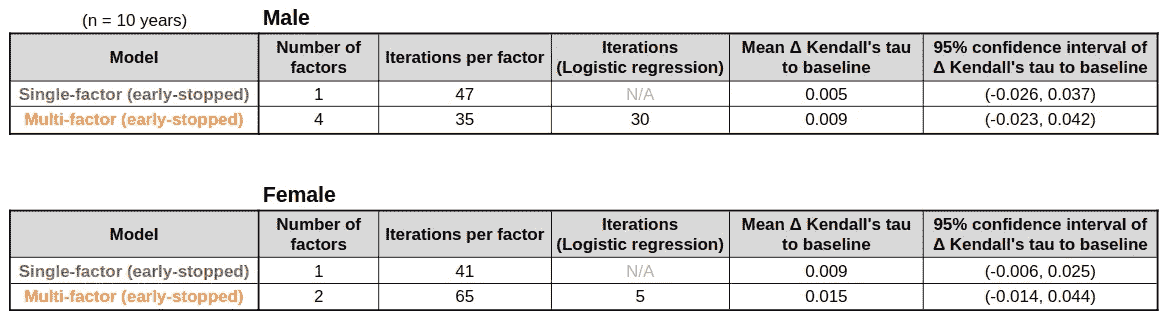 (n = 10 years) Male
Model Number of factors Iterations per factor Iterations (Logistic regression) Mean Δ Kendall's tau to baseline 95% confidence interval of Δ Kendall's tau to baseline
Single-factor (early-stopped) 1 47 N/A 0.005 (-0.026, 0.037)
Multi-factor (early-stopped) 4 35 30 0.009 (-0.023, 0.042)
Female
Model Number of factors Iterations per factor Iterations (Logistic regression) Mean Δ Kendall's tau to baseline 95% confidence interval of Δ Kendall's tau to baseline
Single-factor (early-stopped) 1 41 N/A 0.009 (-0.006, 0.025)
Multi-factor (early-stopped) 2 65 5 0.015 (-0.014, 0.044)